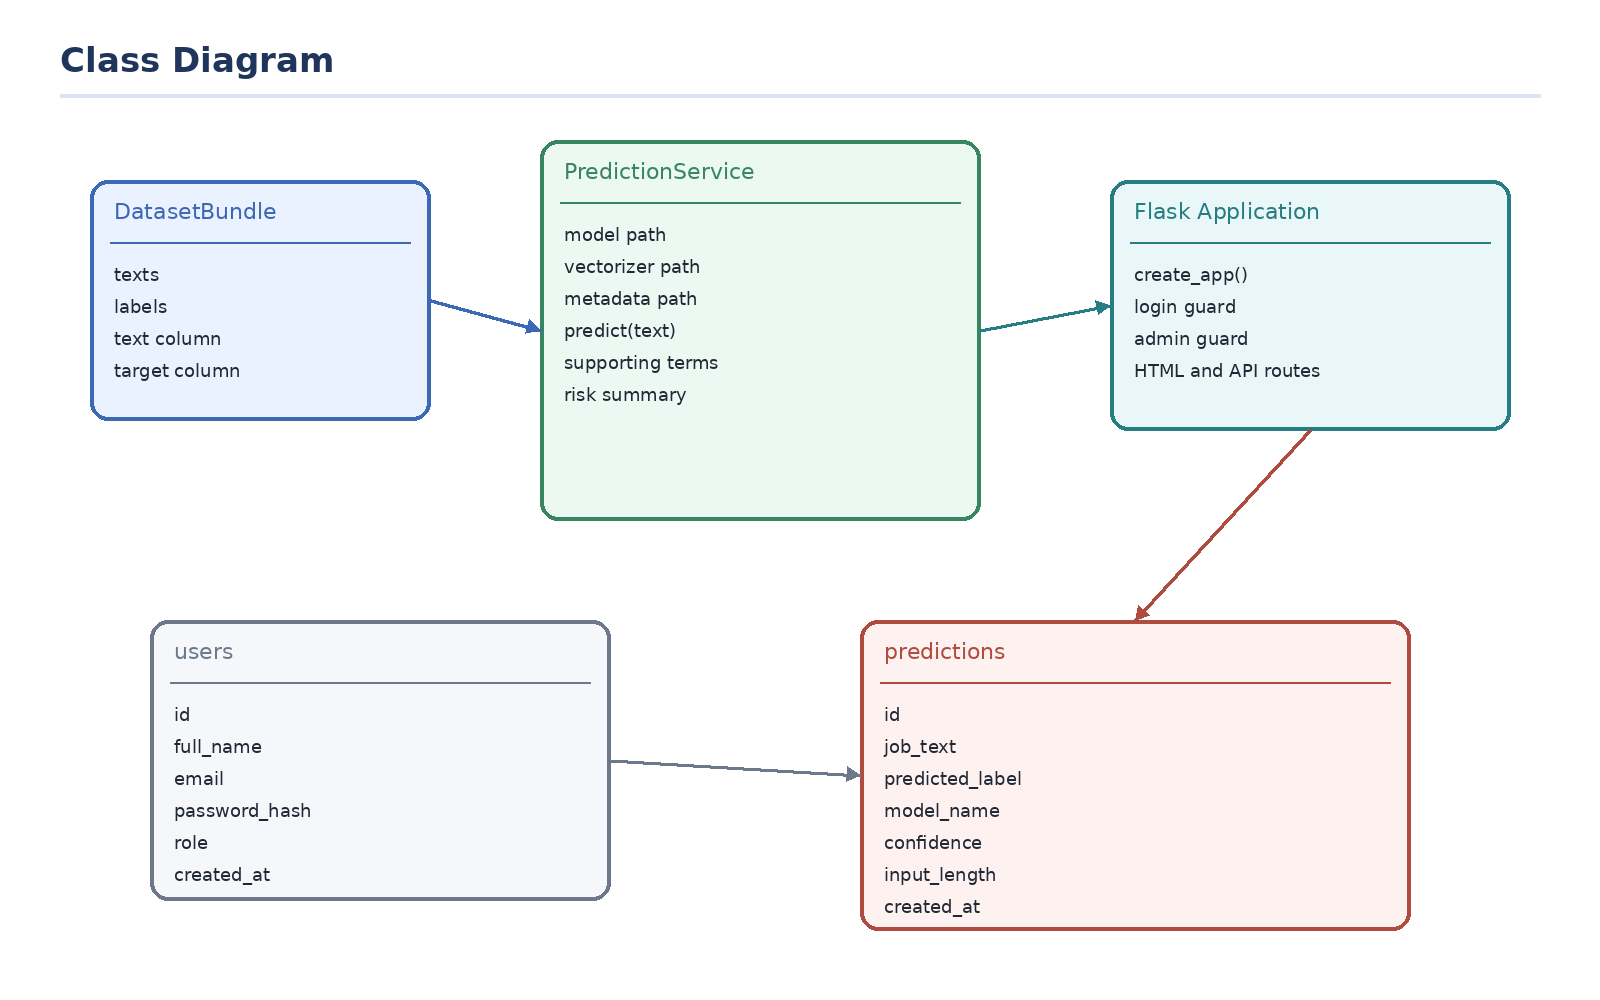 Class Diagram
DatasetBundle
texts
labels
text column
target column
PredictionService
model path
vectorizer path
metadata path
predict(text)
supporting terms
risk summary
Flask Application
create_app()
login guard
admin guard
HTML and API routes
users
id
full_name
email
password_hash
role
created_at
predictions
id
job_text
predicted_label
model_name
confidence
input_length
created_at